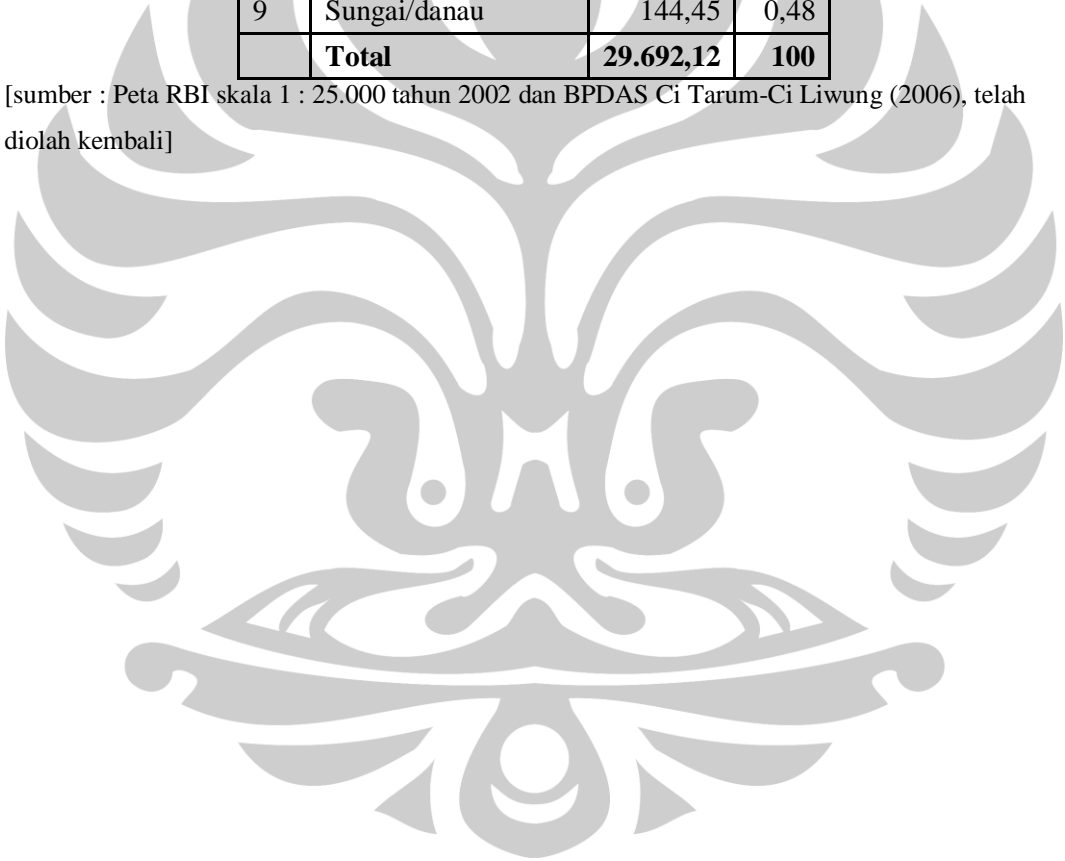 9 Sungai/danau 144,45 0,48
Total 29.692,12 100
[sumber : Peta RBI skala 1 : 25.000 tahun 2002 dan BPDAS Ci Tarum-Ci Liwung (2006), telah
diolah kembali]